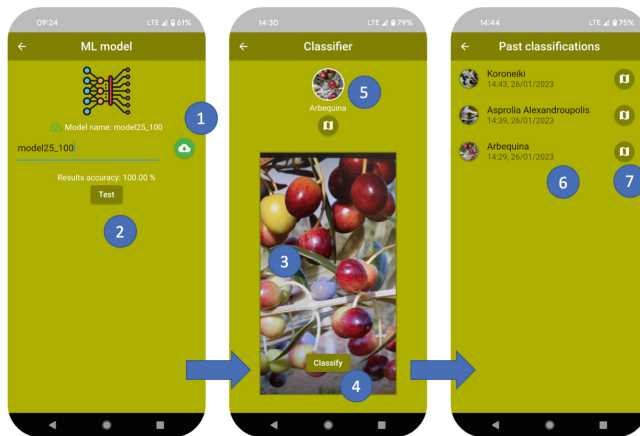 09:24
LTE 61%
ML model
Model name: model25_100
1
model25_100
Results accuracy: 100.00 %
Test
2
14:30
LTE 79%
Classifier
5
Arbequina
3
Classify
4
14:44
LTE 75%
Past classifications
Koroneiki
14:43, 26/01/2023
Asprolia Alexandroupolis
14:39, 26/01/2023
Arbequina
14:29, 26/01/2023
6
7